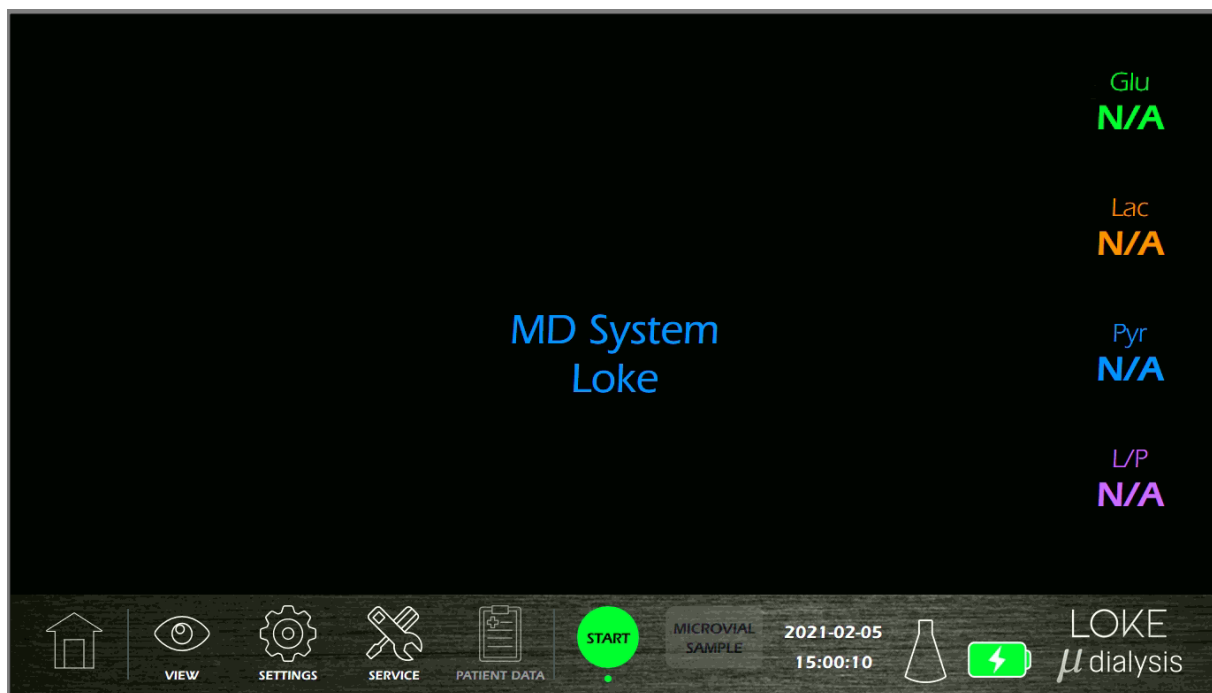 Glu
N/A
Lac
N/A
MD System
Loke
Pyr
N/A
L/P
N/A
VIEW
SETTINGS
SERVICE
PATIENT DATA
START
MICROVIAL
SAMPLE
2021-02-05
15:00:10
LOKE
μ dialysis